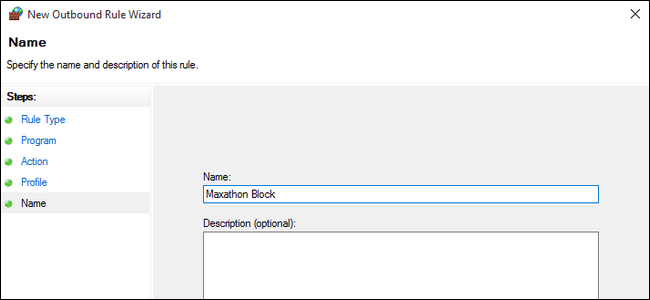 New Outbound Rule Wizard
Name
Specify the name and description of this rule.
Steps:
Rule Type
Program
Action
Profile
Name
Name:
Maxathon Block
Description (optional):